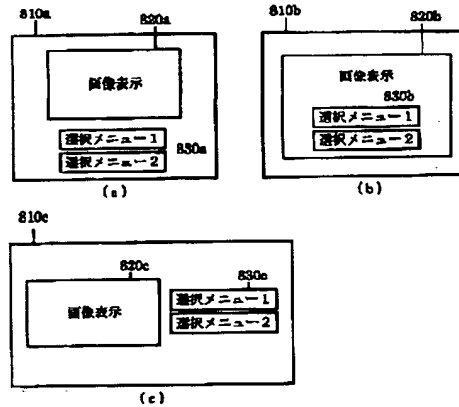 810a
820a
画像表示
選択メニュー1
830a
選択メニュー2
(a)
810b
820b
画像表示
830b
選択メニュー1
選択メニュー2
(b)
810c
820c
830c
画像表示
選択メニュー1
選択メニュー2
(c)